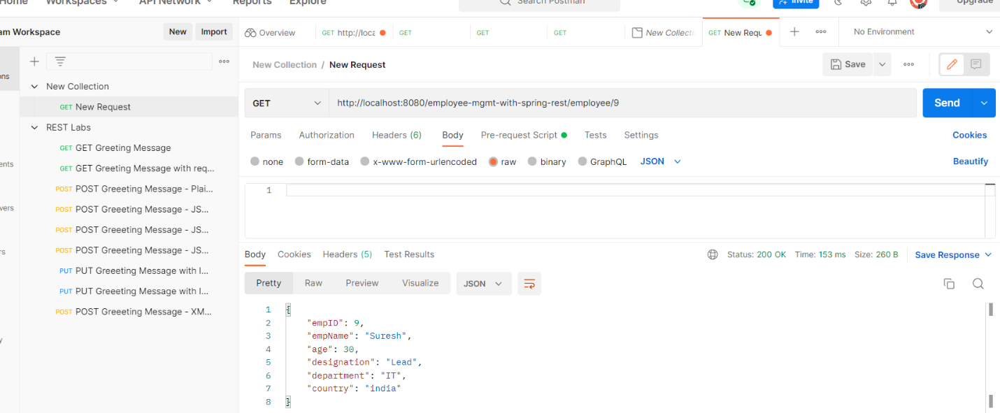 Home Workspaces API Network Reports Explore Search Postman Invite Upgrade
am Workspace New Import Overview GET http://loca GET GET GET New Collecti GET New Requ No Environment
New Collection / New Request Save
ons
New Collection
GET New Request
GET http://localhost:8080/employee-mgmt-with-spring-rest/employee/9 Send
REST Labs
Params Authorization Headers (6) Body Pre-request Script Tests Settings Cookies
GET GET Greeting Message
none form-data x-www-form-urlencoded raw binary GraphQL JSON Beautify
ents
GET GET Greeting Message with req...
POST POST Greeeting Message - Plai...
1
vers
POST POST Greeeting Message - JS...
POST POST Greeeting Message - JS...
rs
POST POST Greeeting Message - JS...
PUT PUT Greeeting Message with I...
PUT PUT Greeeting Message with I...
POST POST Greeeting Message - XM...
y
Body Cookies Headers (5) Test Results Status: 200 OK Time: 153 ms Size: 260 B Save Response
Pretty Raw Preview Visualize JSON
1 {
2 "empID": 9,
3 "empName": "Suresh",
4 "age": 30,
5 "designation": "Lead",
6 "department": "IT",
7 "country": "india"
8 }